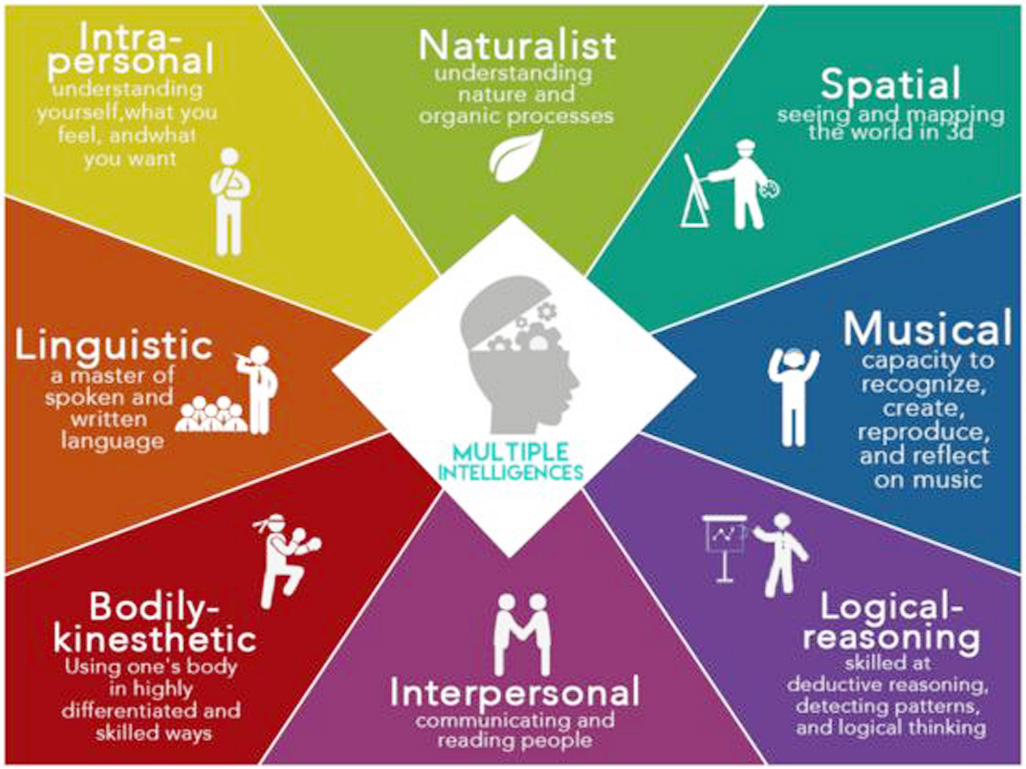 Intra-
personal
understanding
yourself,what you
feel, andwhat
you want
Naturalist
understanding
nature and
organic processes
Spatial
seeing and mapping
the world in 3d
Linguistic
a master of
spoken and
written
language
MULTIPLE
INTELLIGENCES
Musical
capacity to
recognize,
create,
reproduce,
and reflect
on music
Bodily-
kinesthetic
Using one's body
in highly
differentiated and
skilled ways
Interpersonal
communicating and
reading people
Logical-
reasoning
skilled at
deductive reasoning,
detecting patterns,
and logical thinking